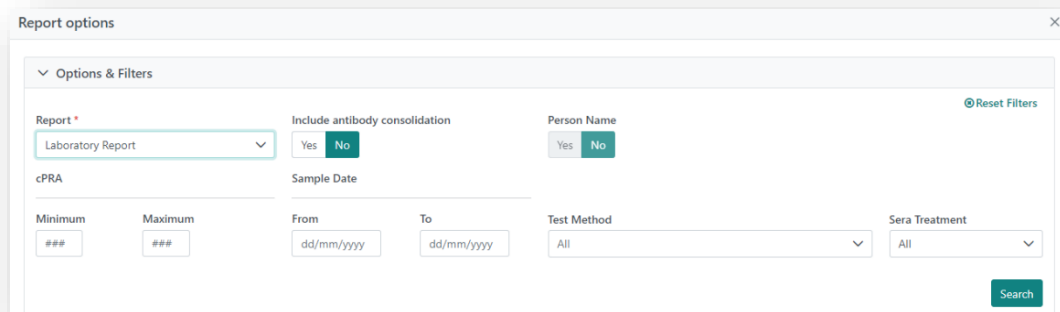 Report options
Options & Filters
Reset Filters
Report * Include antibody consolidation Person Name
Laboratory Report Yes No Yes No
cPRA Sample Date
Minimum Maximum From To Test Method Sera Treatment
### ### dd/mm/yyyy dd/mm/yyyy All All
Search